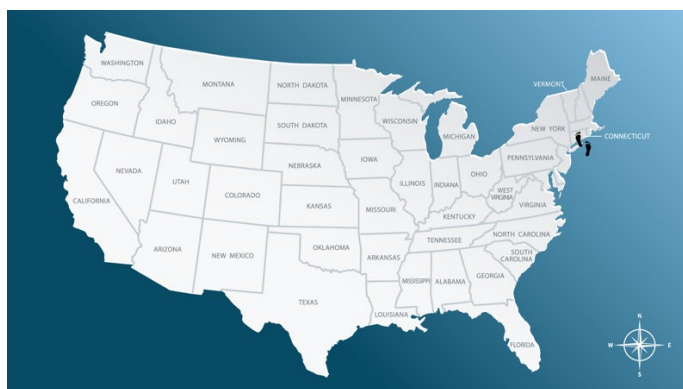 WASHINGTON
MONTANA
NORTH DAKOTA
MINNESOTA
VERMONT
MAINE
OREGON
IDAHO
WYOMING
SOUTH DAKOTA
WISCONSIN
MICHIGAN
NEW YORK
CONNECTICUT
NEVADA
UTAH
COLORADO
NEBRASKA
IOWA
ILLINOIS
INDIANA
OHIO
PENNSYLVANIA
CALIFORNIA
KANSAS
MISSOURI
KENTUCKY
WEST
VIRGINIA
VIRGINIA
ARIZONA
NEW MEXICO
OKLAHOMA
ARKANSAS
TENNESSEE
NORTH CAROLINA
SOUTH
CAROLINA
TEXAS
LOUISIANA
MISSISSIPPI
ALABAMA
GEORGIA
FLORIDA
N
W
E
S